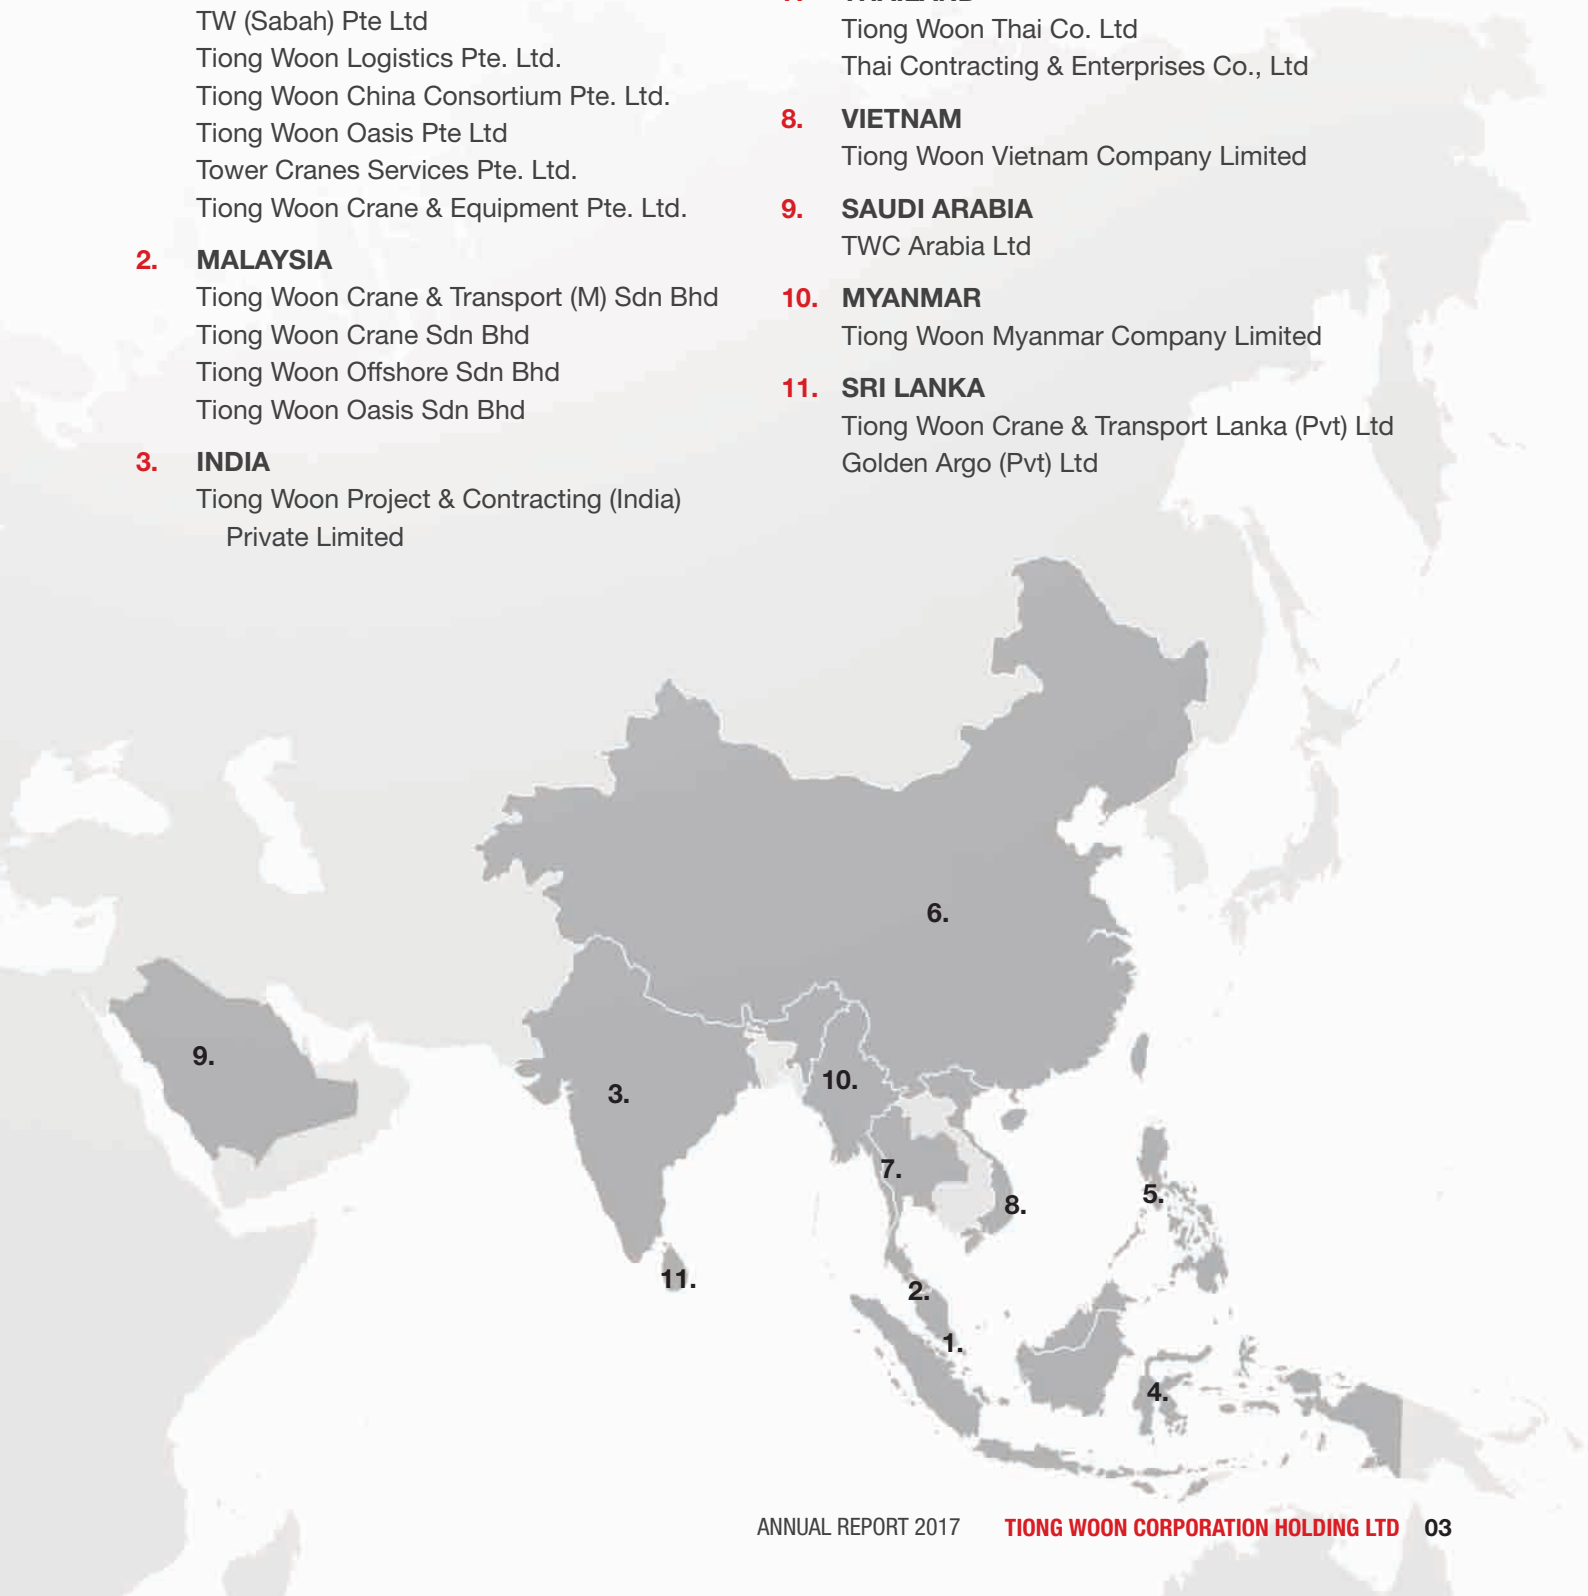 TW (Sabah) Pte Ltd
Tiong Woon Logistics Pte. Ltd.
Tiong Woon China Consortium Pte. Ltd.
Tiong Woon Oasis Pte Ltd
Tower Cranes Services Pte. Ltd.
Tiong Woon Crane & Equipment Pte. Ltd.
2. MALAYSIA
Tiong Woon Crane & Transport (M) Sdn Bhd
Tiong Woon Crane Sdn Bhd
Tiong Woon Offshore Sdn Bhd
Tiong Woon Oasis Sdn Bhd
3. INDIA
Tiong Woon Project & Contracting (India)
Private Limited
Tiong Woon Thai Co. Ltd
Thai Contracting & Enterprises Co., Ltd
8. VIETNAM
Tiong Woon Vietnam Company Limited
9. SAUDI ARABIA
TWC Arabia Ltd
10. MYANMAR
Tiong Woon Myanmar Company Limited
11. SRI LANKA
Tiong Woon Crane & Transport Lanka (Pvt) Ltd
Golden Argo (Pvt) Ltd
6.
9.
10.
3.
7.
5.
8.
11.
2.
1.
4.
ANNUAL REPORT 2017 TIONG WOON CORPORATION HOLDING LTD 03